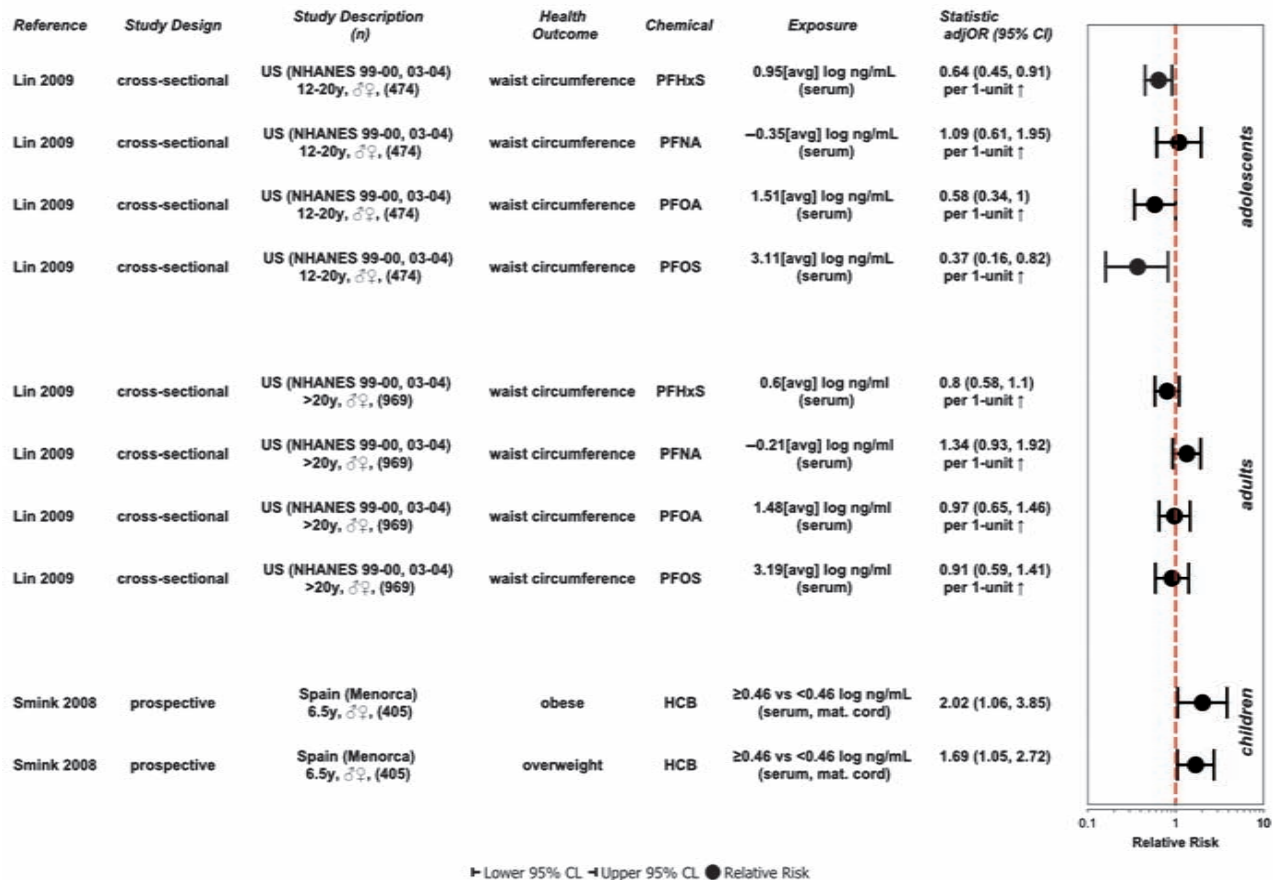 Reference Study Design Study Description (n) Health Outcome Chemical Exposure Statistic adjOR (95% CI)
Lin 2009 cross-sectional US (NHANES 99-00, 03-04) waist circumference PFHxS 0.95[avg] log ng/mL 0.64 (0.45, 0.91)
12-20y, ♂♀, (474) (serum) per 1-unit ↑
Lin 2009 cross-sectional US (NHANES 99-00, 03-04) waist circumference PFNA –0.35[avg] log ng/mL 1.09 (0.61, 1.95)
12-20y, ♂♀, (474) (serum) per 1-unit ↑
Lin 2009 cross-sectional US (NHANES 99-00, 03-04) waist circumference PFOA 1.51[avg] log ng/mL 0.58 (0.34, 1)
12-20y, ♂♀, (474) (serum) per 1-unit ↑
Lin 2009 cross-sectional US (NHANES 99-00, 03-04) waist circumference PFOS 3.11[avg] log ng/mL 0.37 (0.16, 0.82)
12-20y, ♂♀, (474) (serum) per 1-unit ↑
adolescents
Lin 2009 cross-sectional US (NHANES 99-00, 03-04) waist circumference PFHxS 0.6[avg] log ng/ml 0.8 (0.58, 1.1)
>20y, ♂♀, (969) (serum) per 1-unit ↑
Lin 2009 cross-sectional US (NHANES 99-00, 03-04) waist circumference PFNA –0.21[avg] log ng/ml 1.34 (0.93, 1.92)
>20y, ♂♀, (969) (serum) per 1-unit ↑
Lin 2009 cross-sectional US (NHANES 99-00, 03-04) waist circumference PFOA 1.48[avg] log ng/ml 0.97 (0.65, 1.46)
>20y, ♂♀, (969) (serum) per 1-unit ↑
Lin 2009 cross-sectional US (NHANES 99-00, 03-04) waist circumference PFOS 3.19[avg] log ng/ml 0.91 (0.59, 1.41)
>20y, ♂♀, (969) (serum) per 1-unit ↑
adults
Smink 2008 prospective Spain (Menorca) obese HCB ≥0.46 vs <0.46 log ng/mL 2.02 (1.06, 3.85)
6.5y, ♂♀, (405) (serum, mat. cord)
Smink 2008 prospective Spain (Menorca) overweight HCB ≥0.46 vs <0.46 log ng/mL 1.69 (1.05, 2.72)
6.5y, ♂♀, (405) (serum, mat. cord)
children
0.1 1 10
Relative Risk
Lower 95% CL Upper 95% CL Relative Risk